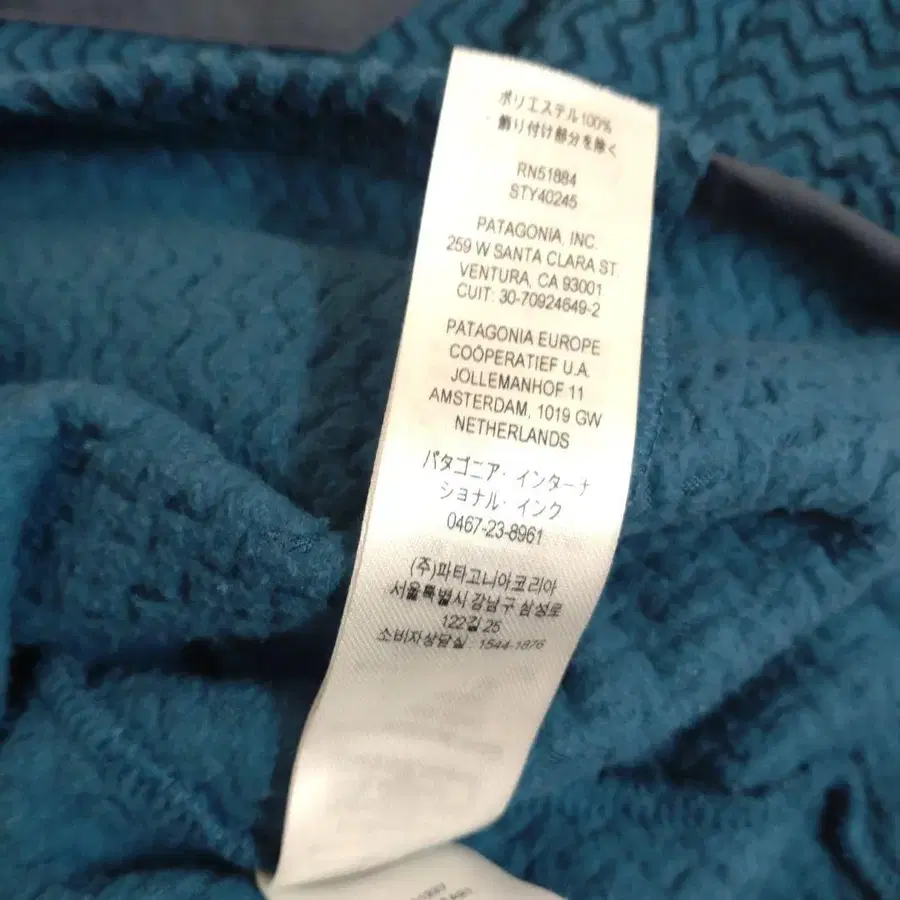 ポリエステル100%
飾り付け部分を除く
RN51884
STY40245
PATAGONIA, INC.
259 W SANTA CLARA ST.
VENTURA, CA 93001
CUIT: 30-70924649-2
PATAGONIA EUROPE
COÖPERATIEF U.A.
JOLLEMANHOF 11
AMSTERDAM, 1019 GW
NETHERLANDS
パタゴニア・インターナ
ショナル・インク
0467-23-8961
(주)파타고니아코리아
서울특별시 강남구 삼성로
122길 25
소비자상담실 : 1544-1876